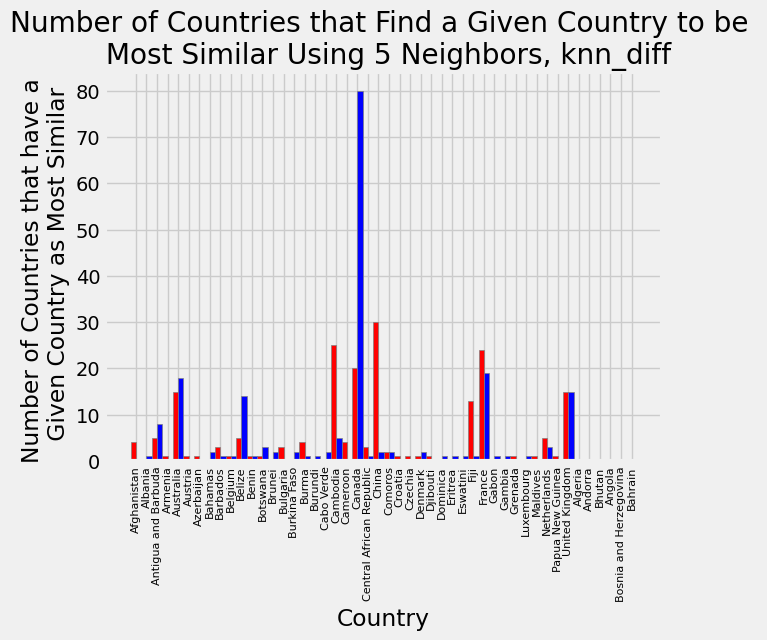 Number of Countries that Find a Given Country to be
Most Similar Using 5 Neighbors, knn_diff
Number of Countries that have a
Given Country as Most Similar
80
70
60
50
40
30
20
10
0
Afghanistan
Albania
Antigua and Barbuda
Armenia
Australia
Austria
Azerbaijan
Bahamas
Barbados
Belgium
Belize
Benin
Botswana
Brunei
Bulgaria
Burkina Faso
Burma
Burundi
Cabo Verde
Cambodia
Cameroon
Canada
Central African Republic
China
Comoros
Croatia
Czechia
Denmark
Djibouti
Dominica
Eritrea
Eswatini
Fiji
France
Gabon
Gambia
Grenada
Luxembourg
Maldives
Netherlands
Papua New Guinea
United Kingdom
Algeria
Andorra
Bhutan
Angola
Bosnia and Herzegovina
Bahrain
Country